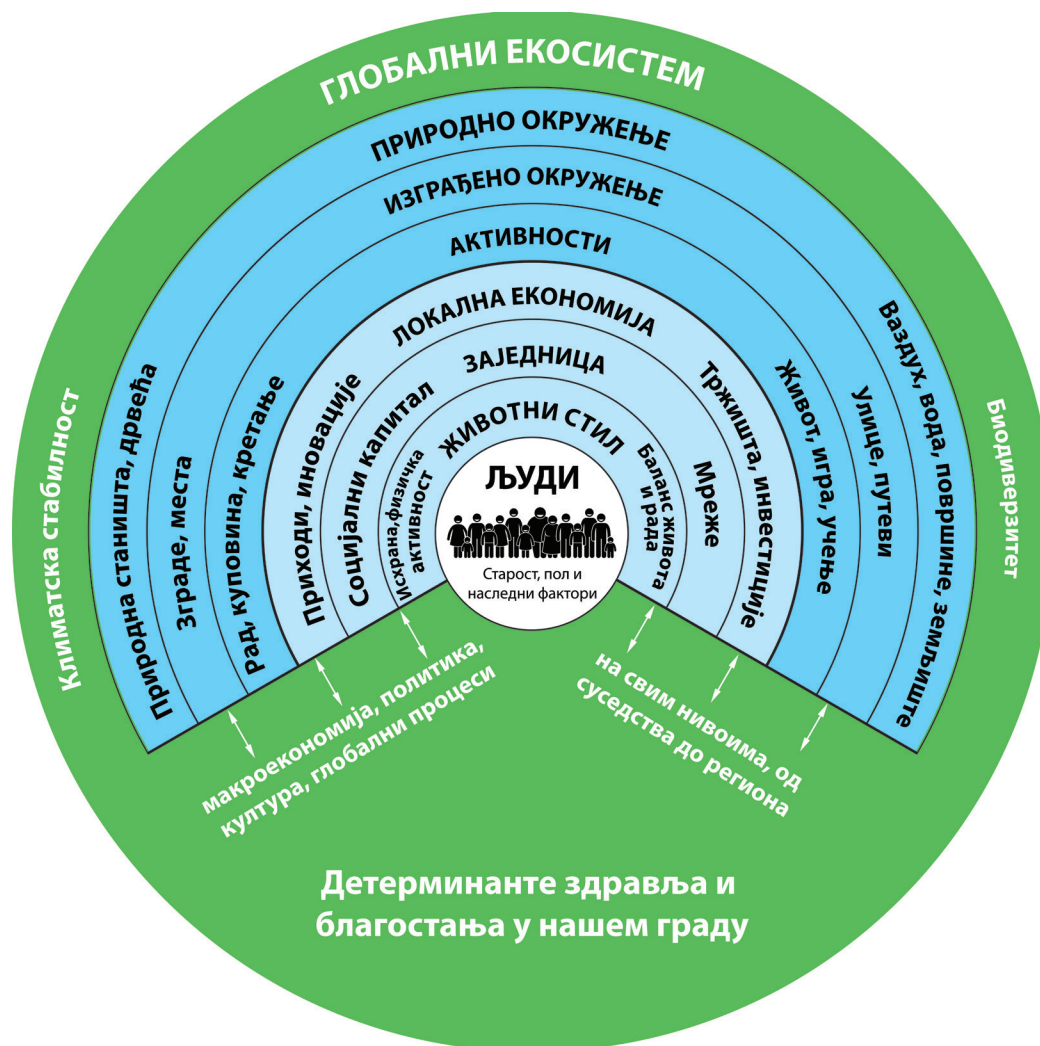 ГЛОБАЛНИ ЕКОСИСТЕМ
Климатска стабилност
Биодиверзитет
ПРИРОДНО ОКРУЖЕЊЕ
Природна станишта, дрвећа
Ваздух, вода, површине, земљиште
ИЗГРАЂЕНО ОКРУЖЕЊЕ
Зграде, места
Улице, путеви
АКТИВНОСТИ
Рад, куповина, кретање
Живот, игра, учење
ЛОКАЛНА ЕКОНОМИЈА
Приходи, иновације
Тржишта, инвестиције
ЗАЈЕДНИЦА
Социјални капитал
Мреже
ЖИВОТНИ СТИЛ
Исхрана,физичка
активност
Баланс живота
и рада
ЉУДИ
Старост, пол и
наследни фактори
макроекономија, политика,
култура, глобални процеси
на свим нивоима, од
суседства до региона
Детерминанте здравља и
благостања у нашем граду